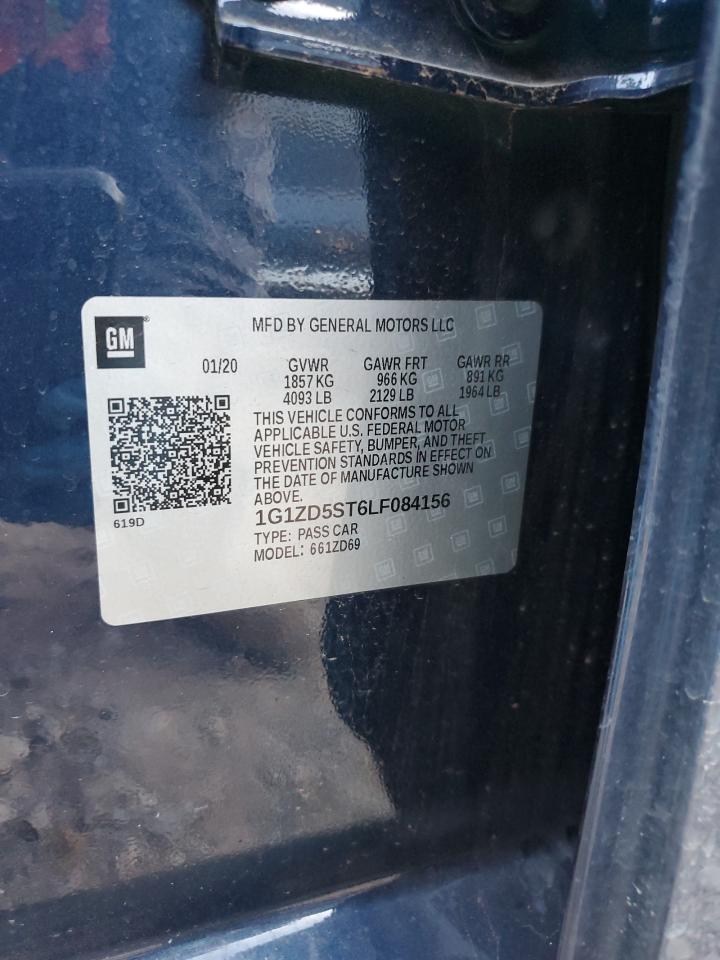 GM
MFD BY GENERAL MOTORS LLC
01/20 GVWR GAWR FRT GAWR RR
1857 KG 966 KG 891 KG
4093 LB 2129 LB 1964 LB
THIS VEHICLE CONFORMS TO ALL
APPLICABLE U.S. FEDERAL MOTOR
VEHICLE SAFETY, BUMPER, AND THEFT
PREVENTION STANDARDS IN EFFECT ON
THE DATE OF MANUFACTURE SHOWN
ABOVE.
619D
1G1ZD5ST6LF084156
TYPE: PASS CAR
MODEL: 661ZD69